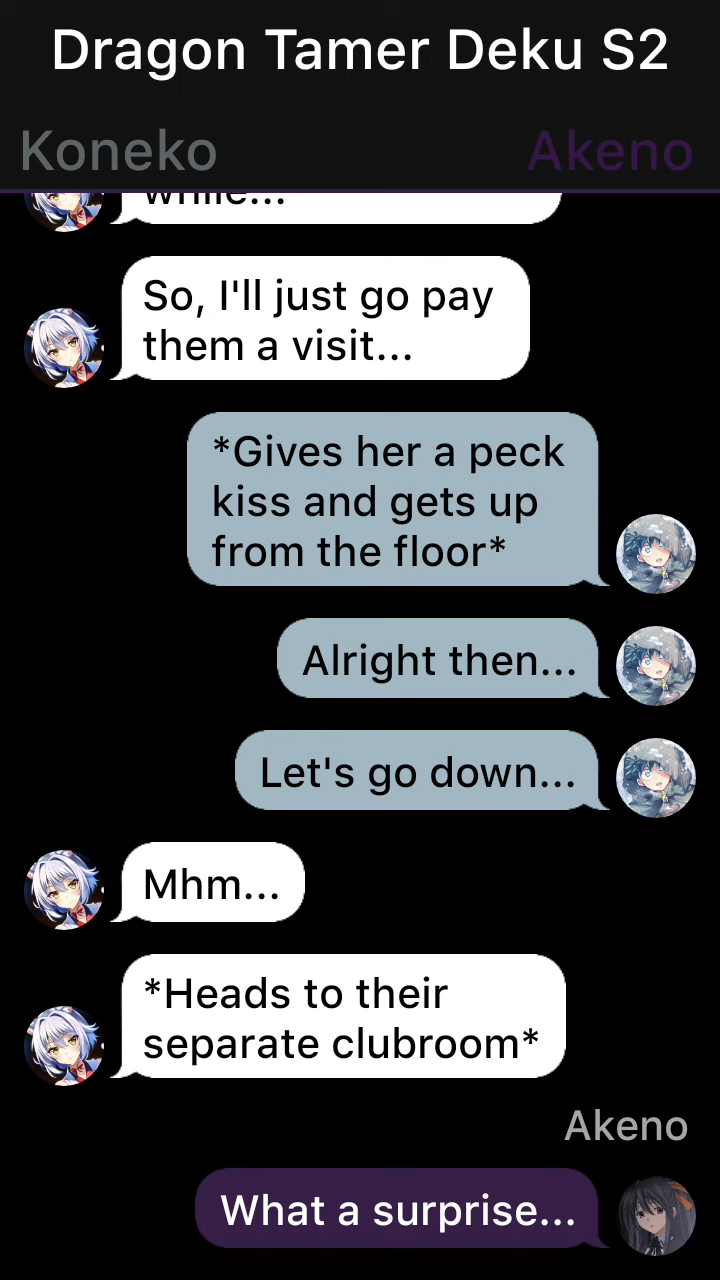 Dragon Tamer Deku S2
Koneko
Akeno
while...
So, I'll just go pay
them a visit...
*Gives her a peck
kiss and gets up
from the floor*
Alright then...
Let's go down...
Mhm...
*Heads to their
separate clubroom*
Akeno
What a surprise...